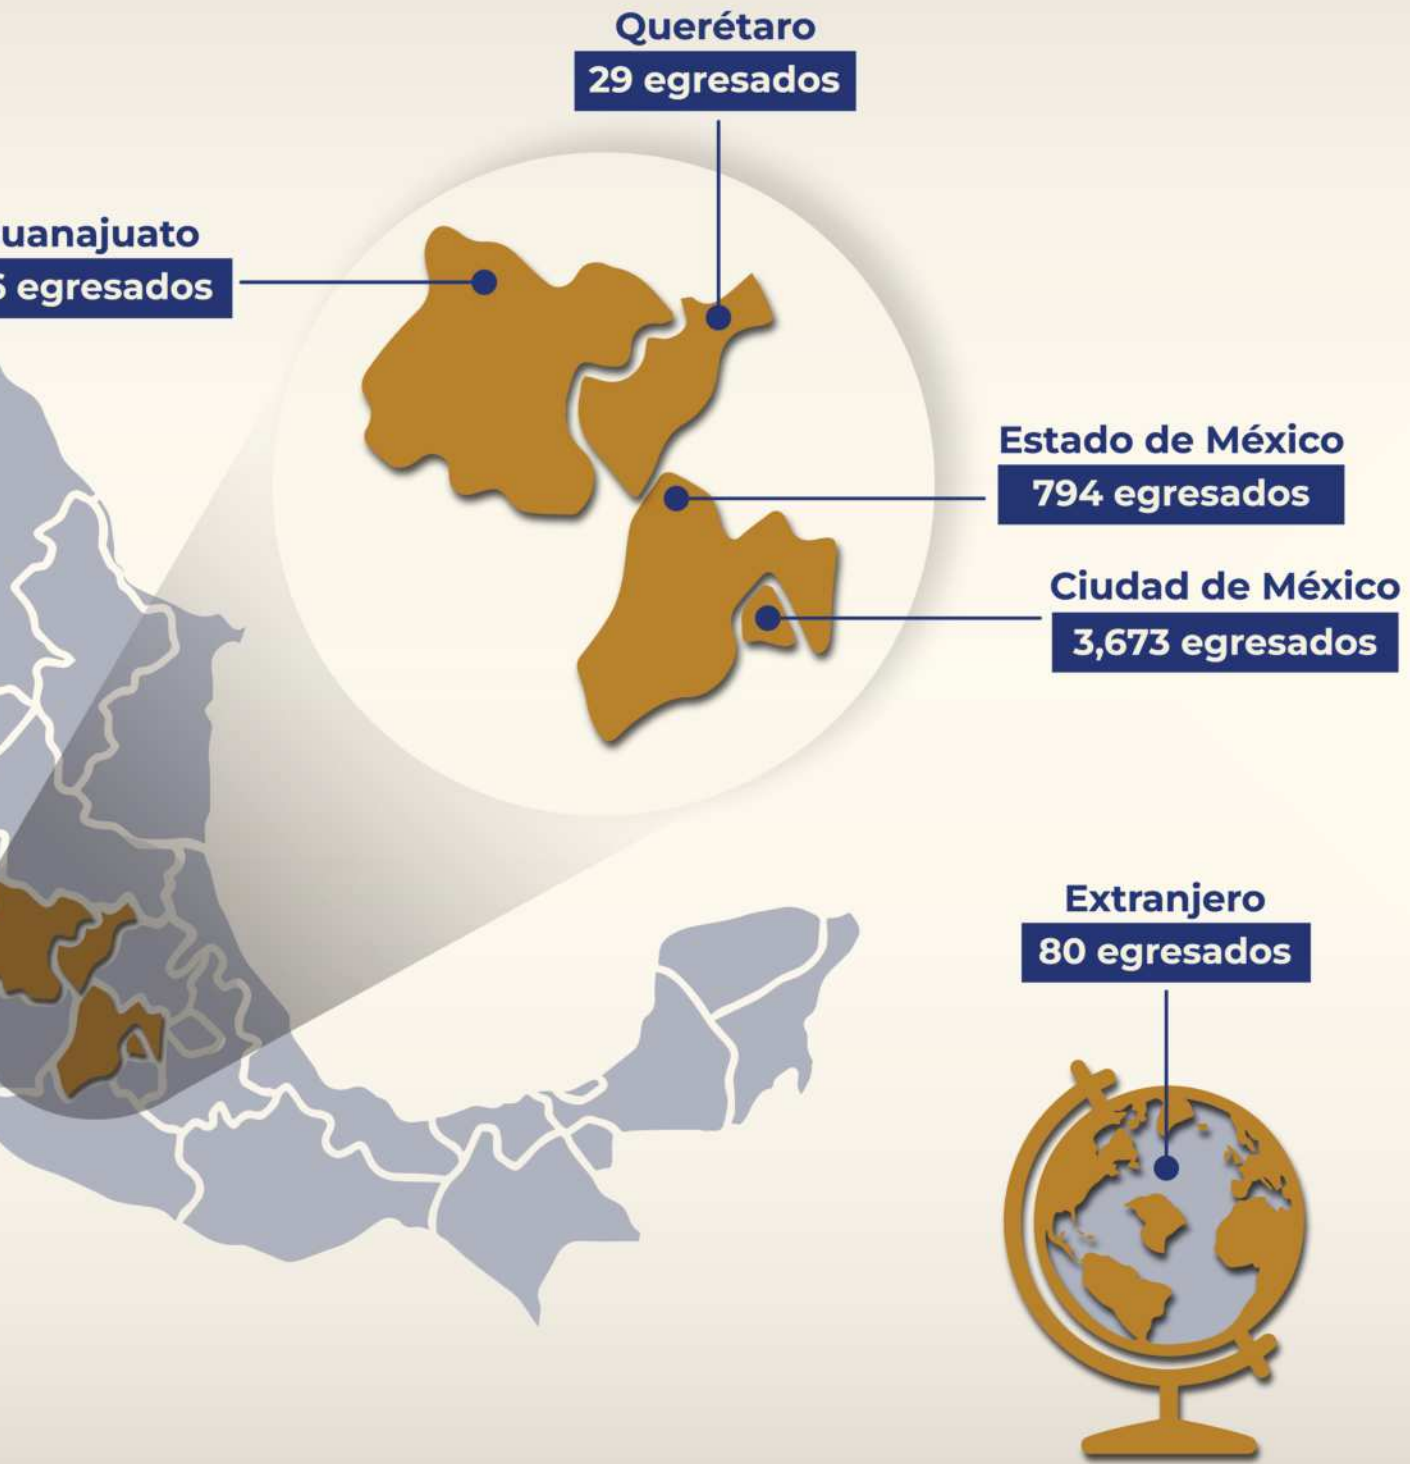 Querétaro
29 egresados
uanajuato
egresados
Estado de México
794 egresados
Ciudad de México
3,673 egresados
Extranjero
80 egresados